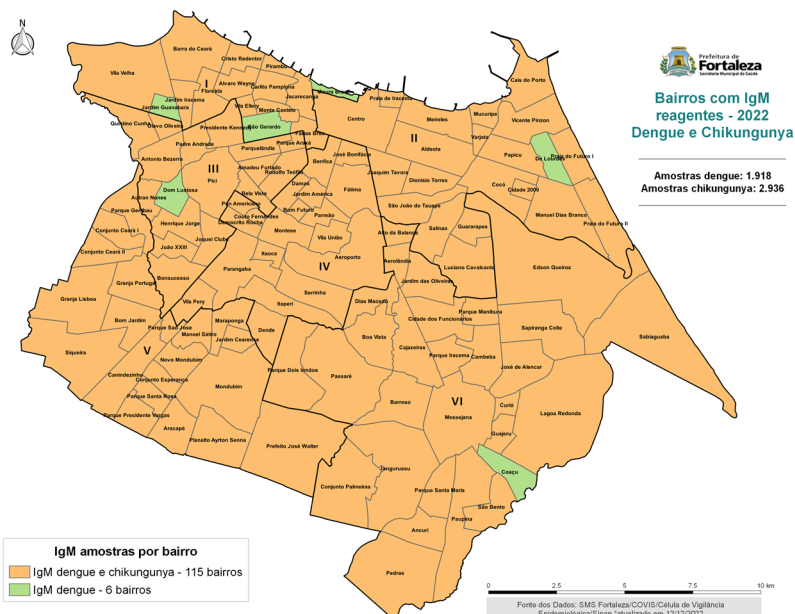 N
Prefeitura de
Fortaleza
Secretaria Municipal da Saúde
Bairros com IgM
reagentes - 2022
Dengue e Chikungunya
Amostras dengue: 1.918
Amostras chikungunya: 2.936
Barra do Ceará
Vila Velha
Cristo Redentor
Pirambu
I
Alvaro Weyne
Carlito Pamplona
Floresta
Jardim Iracema
Jardim Guanabara
Jacarecanga
Moura Brasil
Praia de Iracema
Cais do Porto
Vila Ellery
Monte Castelo
Quintino Cunha
Olavo Oliveira
Presidente Kennedy
São Gerardo
Farias Brito
Centro
Meireles
Mucuripe
Vicente Pinzon
II
Varjota
Aldeota
Padre Andrade
Parquelândia
Parque Araxá
Antonio Bezerra
III
Amadeu Furtado
Rodolfo Teófilo
Benfica
José Bonifácio
Joaquim Tavora
Dionisio Torres
Papicu
De Lourdes
Praia do Futuro I
Cocó
Cidade 2000
Pici
Damas
Jardim América
Fátima
Dom Lustosa
Autran Nunes
Bela Vista
Pan Americano
Bom Futuro
Parreão
São João do Tauape
Manuel Dias Branco
Praia do Futuro II
Parque Genibau
Couto Fernandes
Democrito Rocha
Henrique Jorge
Conjunto Ceará I
Montese
Vila União
Alto da Balança
Salinas
Guararapes
João XXIII
Joquei Clube
Conjunto Ceará II
Itaoca
Aeroporto
Aerolândia
IV
Parangaba
Luciano Cavalcante
Edson Queiroz
Bonsucesso
Granja Portugal
Jardim das Oliveiras
Serrinha
Granja Lisboa
Vila Pery
Itaperi
Dias Macedo
Parque Manibura
Cidade dos Funcionários
Bom Jardim
Parque São Jose
Maraponga
Manoel Sátiro
Jardim Cearense
Dende
Boa Vista
Sapiranga Coite
Sabiaguaba
V
Siqueira
Cajazeiras
Parque Iracema
Cambeba
Novo Mondubim
Canindezinho
Conjunto Esperança
Mondubim
Parque Dois Irmãos
Passaré
José de Alencar
Parque Santa Rosa
Barroso
VI
Messejana
Curió
Lagoa Redonda
Parque Presidente Vargas
Aracapé
Planalto Ayrton Senna
Prefeito José Walter
Guajeru
Jangurussu
Coaçu
Conjunto Palmeiras
Parque Santa Maria
São Bento
Paupina
Ancuri
Pedras
IgM amostras por bairro
IgM dengue e chikungunya - 115 bairros
IgM dengue - 6 bairros
0 2.5 5 7.5 10 km
Fonte dos Dados: SMS Fortaleza/COVIS/Célula de Vigilância
Epidemiológica/Sinan *atualizado em 12/12/2022